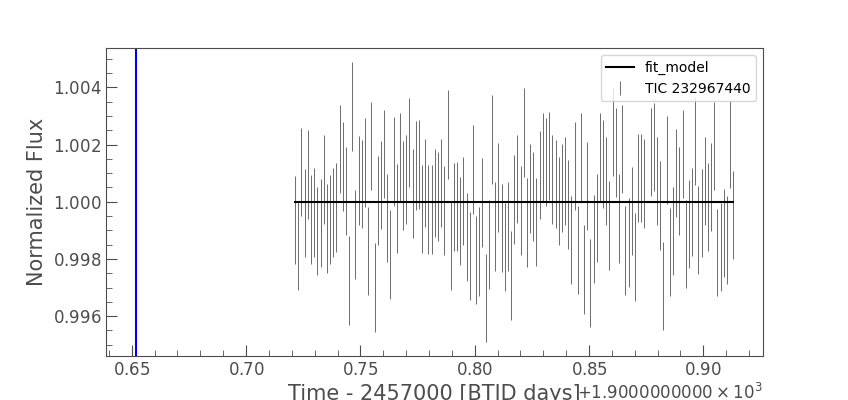 fit_model
TIC 232967440
1.004
1.002
1.000
0.998
0.996
Normalized Flux
0.65 0.70 0.75 0.80 0.85 0.90
Time - 2457000 [BTJD days]
+1.9000000000 × 10³